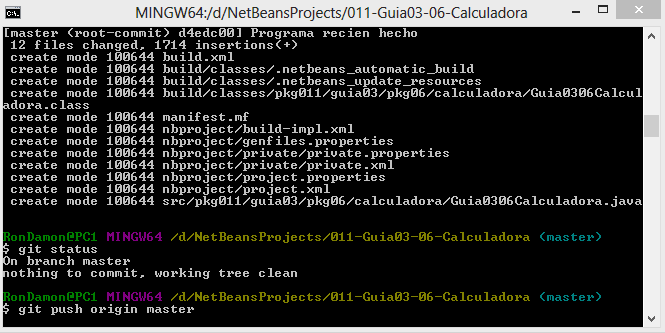 MINGW64:/d/NetBeansProjects/011-Guia03-06-Calculadora
[master (root-commit) d4edc00] Programa recien hecho
 12 files changed, 1714 insertions(+)
 create mode 100644 build.xml
 create mode 100644 build/classes/.netbeans_automatic_build
 create mode 100644 build/classes/.netbeans_update_resources
 create mode 100644 build/classes/pkg011/guia03/pkg06/calculadora/Guia0306Calcul
adora.class
 create mode 100644 manifest.mf
 create mode 100644 nbproject/build-impl.xml
 create mode 100644 nbproject/genfiles.properties
 create mode 100644 nbproject/private/private.properties
 create mode 100644 nbproject/private/private.xml
 create mode 100644 nbproject/project.properties
 create mode 100644 nbproject/project.xml
 create mode 100644 src/pkg011/guia03/pkg06/calculadora/Guia0306Calculadora.java
RonDamon@PC1 MINGW64 /d/NetBeansProjects/011-Guia03-06-Calculadora (master)
$ git status
On branch master
nothing to commit, working tree clean
RonDamon@PC1 MINGW64 /d/NetBeansProjects/011-Guia03-06-Calculadora (master)
$ git push origin master